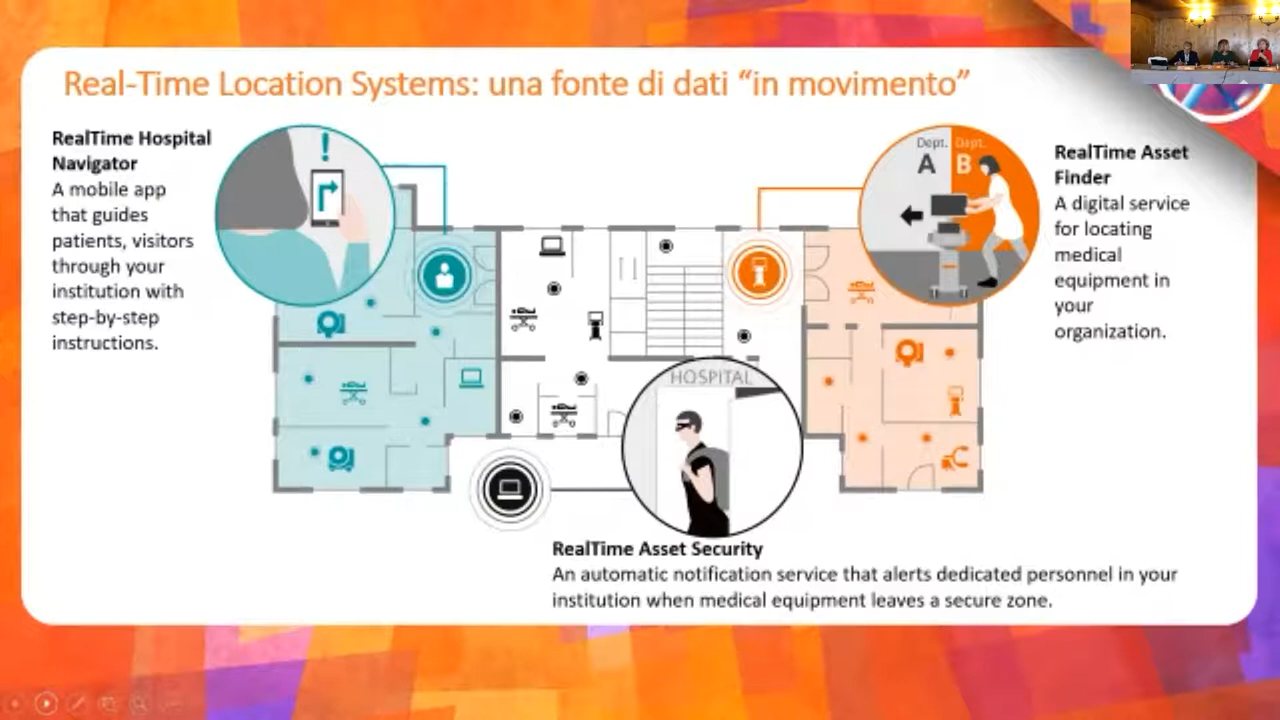 Real-Time Location Systems: una fonte di dati “in movimento”
RealTime Hospital
Navigator
A mobile app
that guides
patients, visitors
through your
institution with
step-by-step
instructions.
!
Dept.
A
Dept.
B
RealTime Asset
Finder
A digital service
for locating
medical
equipment in
your
organization.
HOSPITAL
RealTime Asset Security
An automatic notification service that alerts dedicated personnel in your
institution when medical equipment leaves a secure zone.